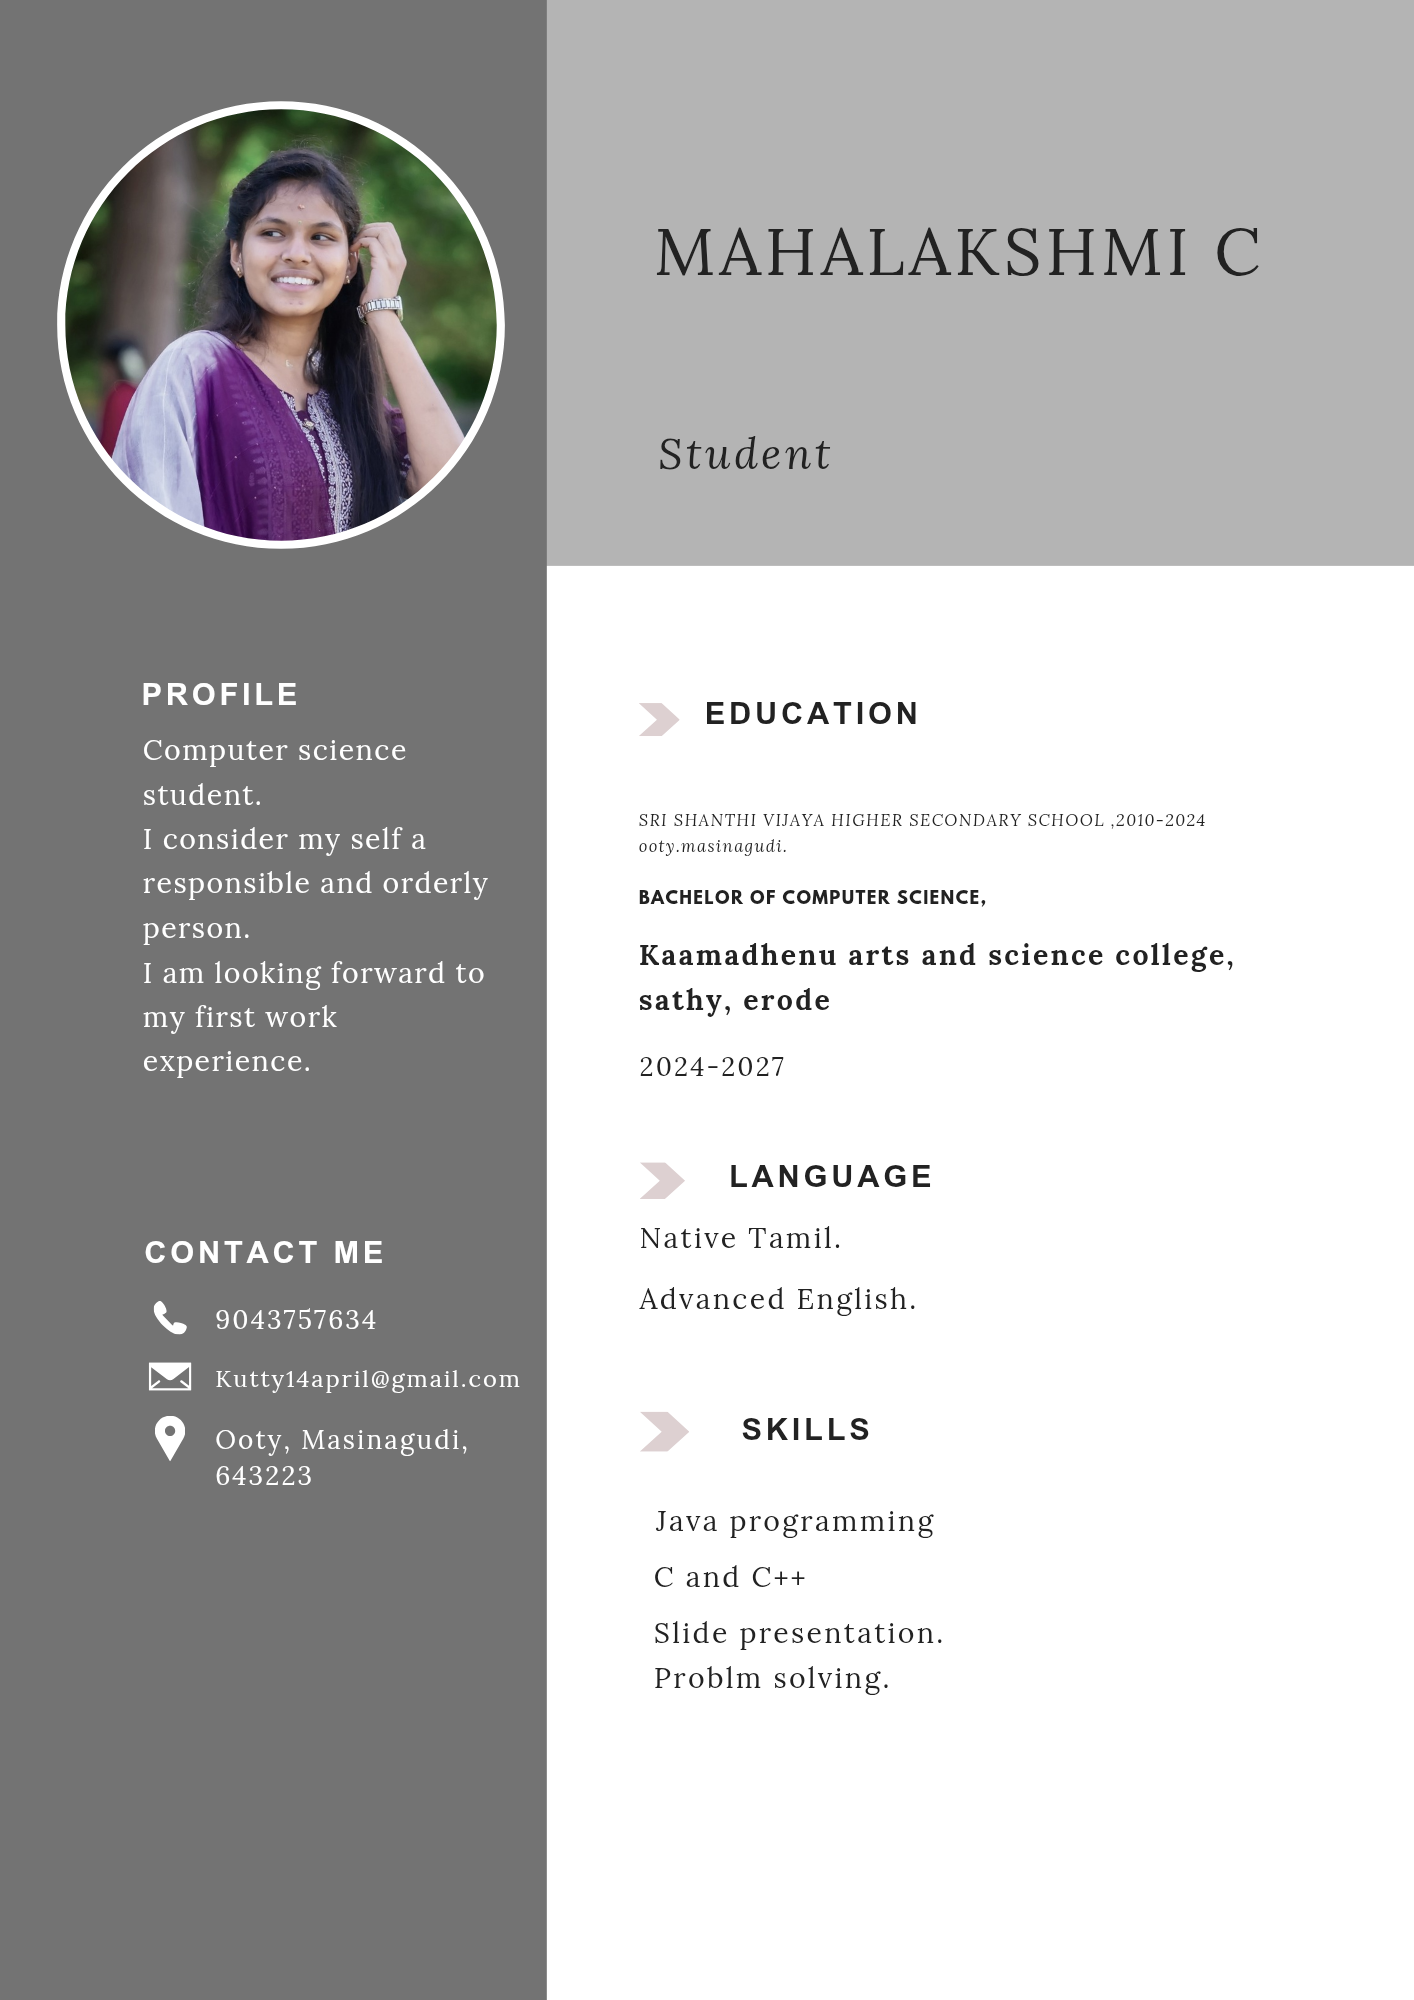 MAHALAKSHMI C
Student
PROFILE
Computer science
student.
I consider my self a
responsible and orderly
person.
I am looking forward to
my first work
experience.
CONTACT ME
9043757634
Kutty14april@gmail.com
Ooty, Masinagudi,
643223
EDUCATION
SRI SHANTHI VIJAYA HIGHER SECONDARY SCHOOL ,2010-2024
ooty.masinagudi.
BACHELOR OF COMPUTER SCIENCE,
Kaamadhenu arts and science college,
sathy, erode
2024-2027
LANGUAGE
Native Tamil.
Advanced English.
SKILLS
Java programming
C and C++
Slide presentation.
Problm solving.